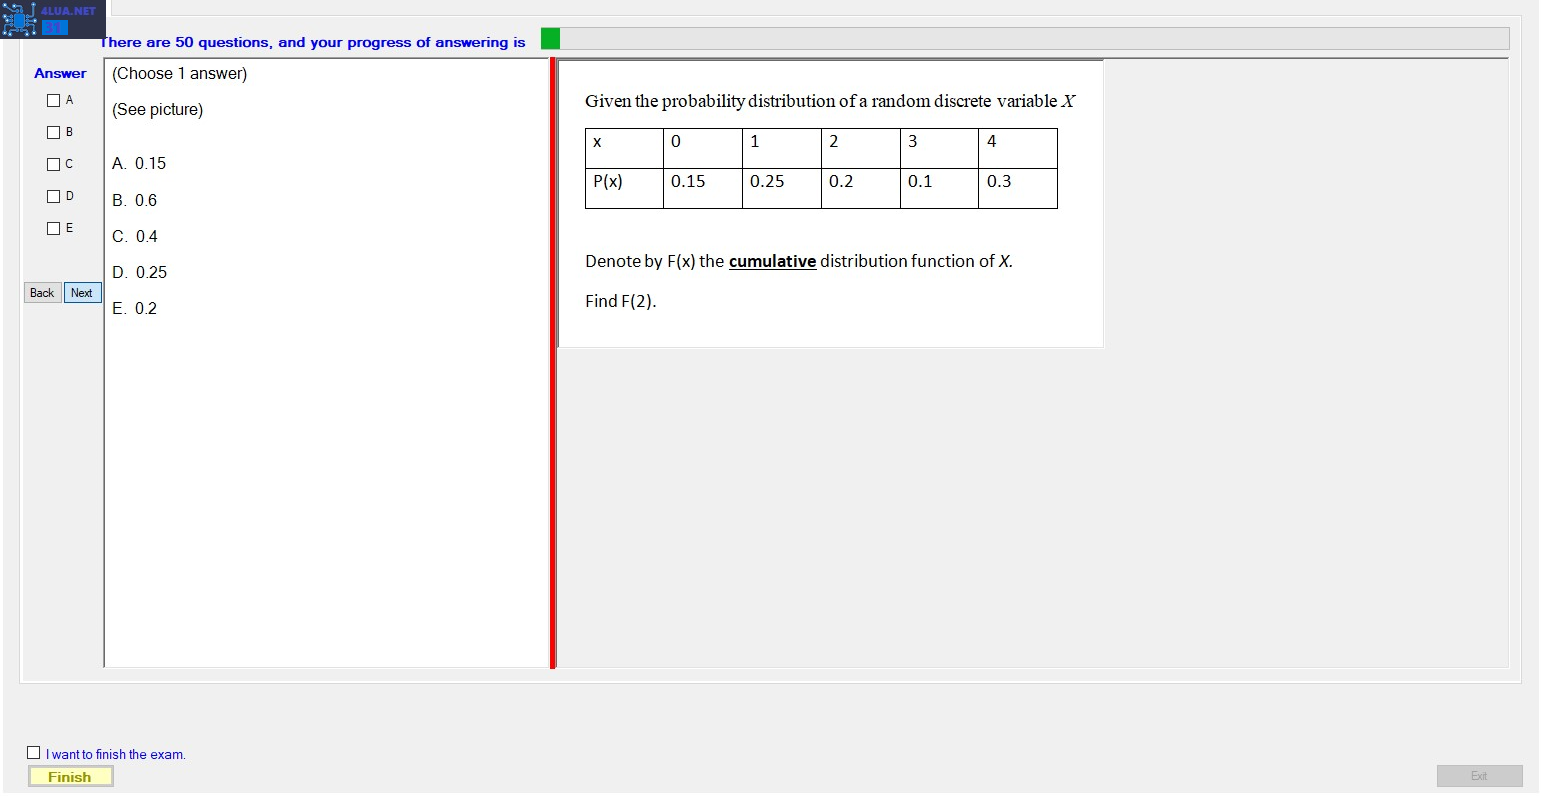 4LUA.NET
31
There are 50 questions, and your progress of answering is
Answer
A
B
C
D
E
Back Next
(Choose 1 answer)
(See picture)
A. 0.15
B. 0.6
C. 0.4
D. 0.25
E. 0.2
Given the probability distribution of a random discrete variable X
x 0 1 2 3 4
P(x) 0.15 0.25 0.2 0.1 0.3
Denote by F(x) the cumulative distribution function of X.
Find F(2).
I want to finish the exam.
Finish
Exit